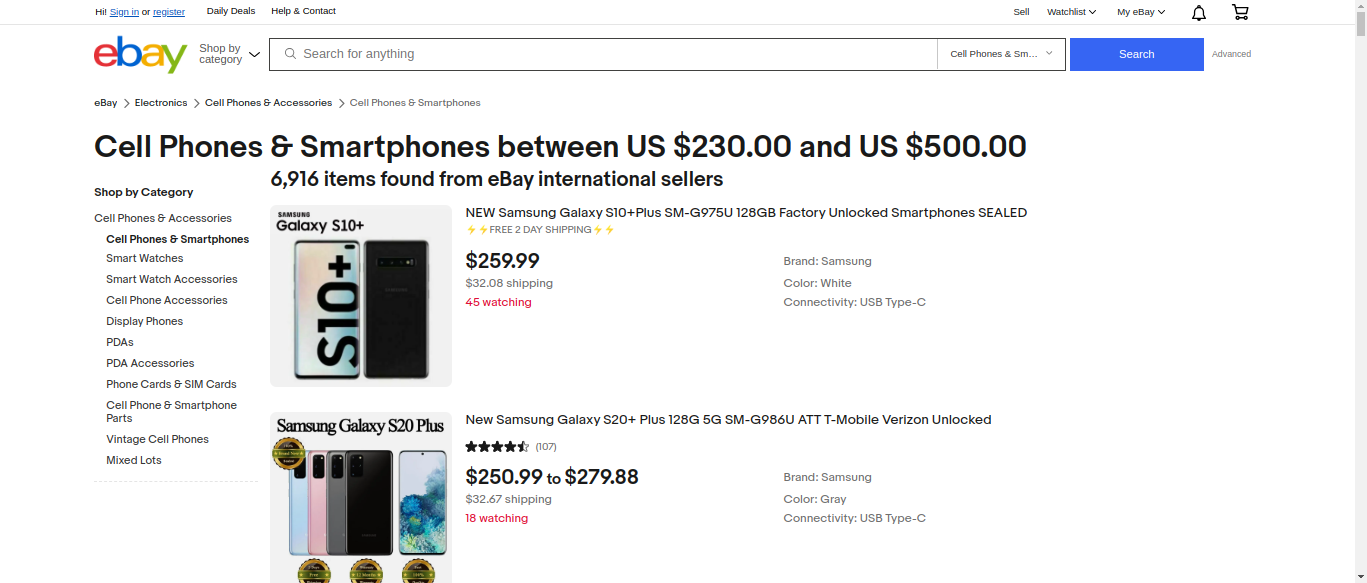 Hi! Sign in or register
Daily Deals
Help & Contact
Sell
Watchlist
My eBay
ebay
Shop by category
Search for anything
Cell Phones & Sm...
Search
Advanced
eBay
Electronics
Cell Phones & Accessories
Cell Phones & Smartphones
Cell Phones & Smartphones between US $230.00 and US $500.00
6,916 items found from eBay international sellers
Shop by Category
Cell Phones & Accessories
Cell Phones & Smartphones
Smart Watches
Smart Watch Accessories
Cell Phone Accessories
Display Phones
PDAs
PDA Accessories
Phone Cards & SIM Cards
Cell Phone & Smartphone
Parts
Vintage Cell Phones
Mixed Lots
SAMSUNG
Galaxy S10+
S10+
NEW Samsung Galaxy S10+Plus SM-G975U 128GB Factory Unlocked Smartphones SEALED
⚡⚡FREE 2 DAY SHIPPING⚡⚡
$259.99
$32.08 shipping
45 watching
Brand: Samsung
Color: White
Connectivity: USB Type-C
Samsung Galaxy S20 Plus
New Samsung Galaxy S20+ Plus 128G 5G SM-G986U ATT T-Mobile Verizon Unlocked
(107)
$250.99 to $279.88
$32.67 shipping
18 watching
Brand: Samsung
Color: Gray
Connectivity: USB Type-C